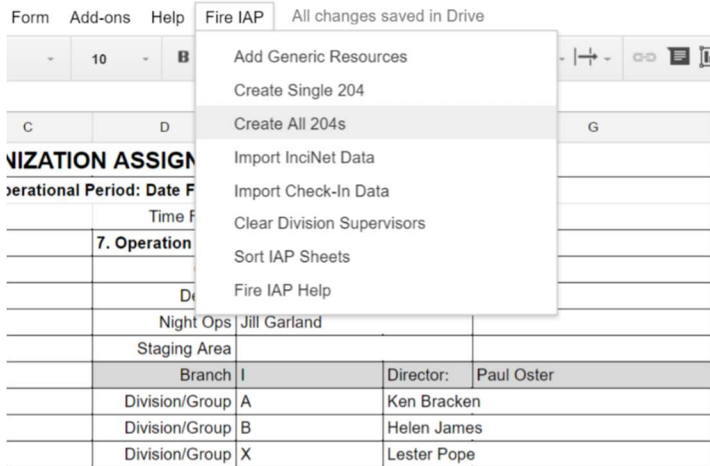 Form Add-ons Help Fire IAP All changes saved in Drive
10 B
Add Generic Resources
Create Single 204
Create All 204s
Import InciNet Data
Import Check-In Data
Clear Division Supervisors
Sort IAP Sheets
Fire IAP Help
C D G
NIZATION ASSIGN
perational Period: Date F
Time F
7. Operation
De
Night Ops Jill Garland
Staging Area
Branch I Director: Paul Oster
Division/Group A Ken Bracken
Division/Group B Helen James
Division/Group X Lester Pope